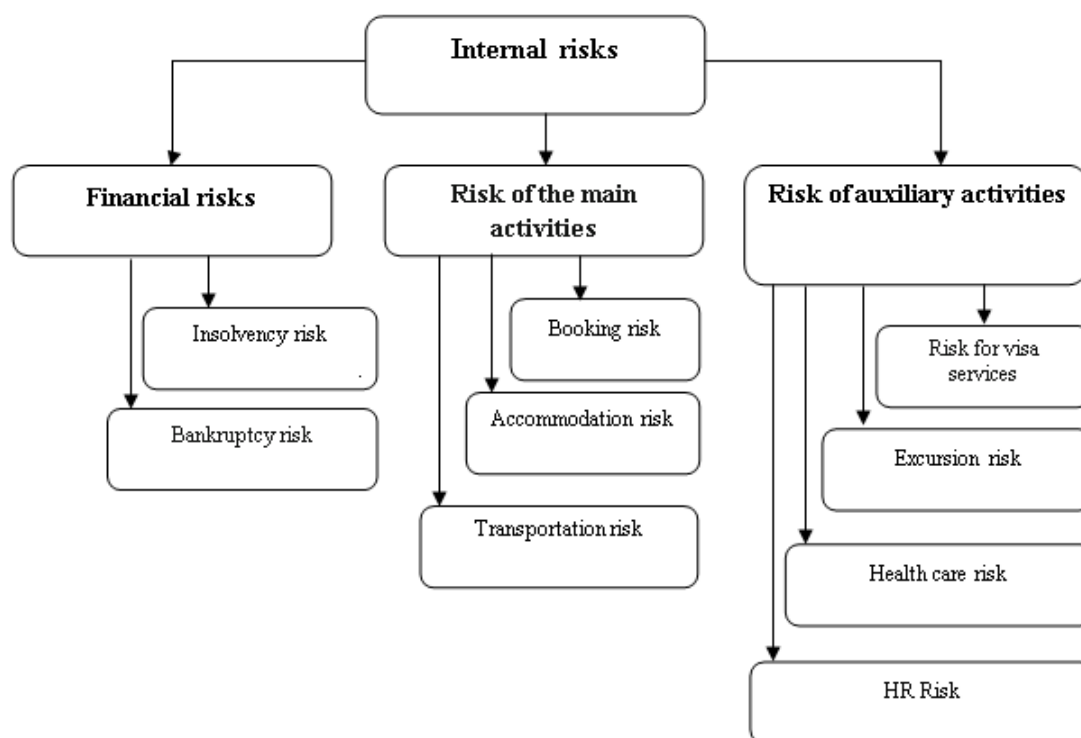 Internal risks
Financial risks
Risk of the main
activities
Risk of auxiliary activities
Insolvency risk
.
Bankruptcy risk
Booking risk
Accommodation risk
Transportation risk
Risk for visa
services
Excursion risk
Health care risk
HR Risk